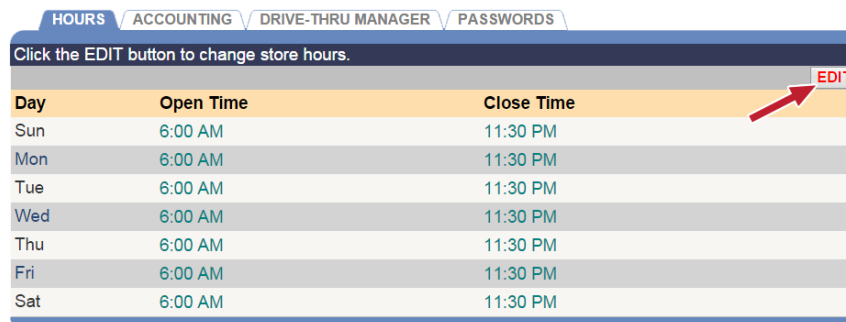 HOURS ACCOUNTING DRIVE-THRU MANAGER PASSWORDS
Click the EDIT button to change store hours.
EDIT
Day Open Time Close Time
Sun 6:00 AM 11:30 PM
Mon 6:00 AM 11:30 PM
Tue 6:00 AM 11:30 PM
Wed 6:00 AM 11:30 PM
Thu 6:00 AM 11:30 PM
Fri 6:00 AM 11:30 PM
Sat 6:00 AM 11:30 PM